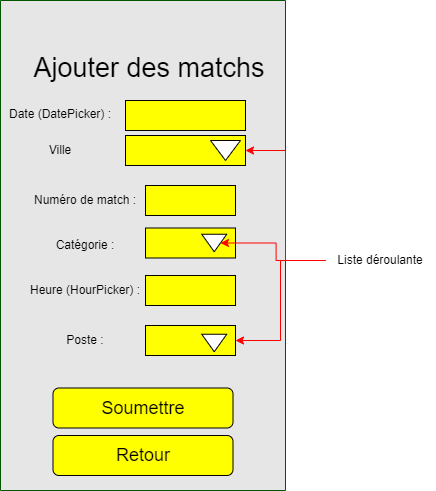 Ajouter des matchs
Date (DatePicker) :
Ville
Numéro de match :
Catégorie :
Liste déroulante
Heure (HourPicker) :
Poste :
Soumettre
Retour